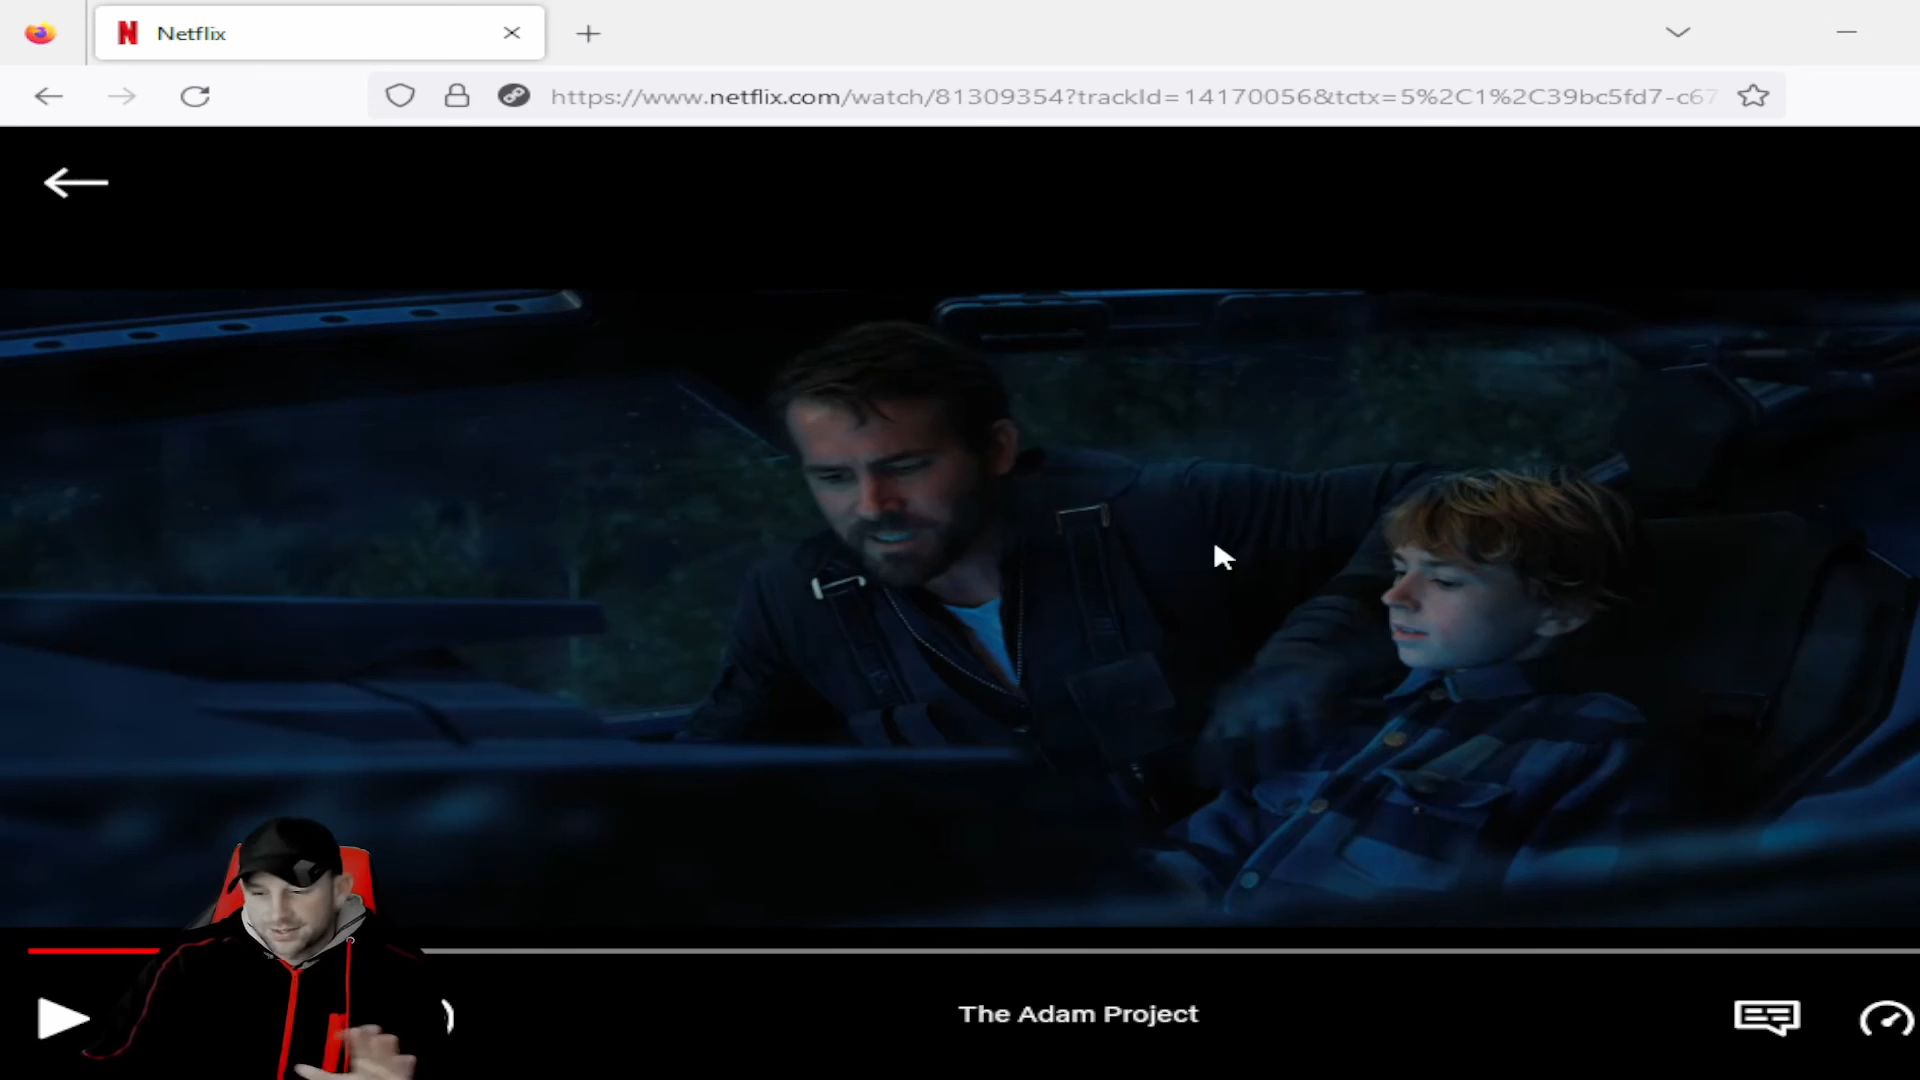 Netflix
https://www.netflix.com/watch/81309354?trackId=14170056&tctx=5%2C1%2C39bc5fd7-c67
The Adam Project